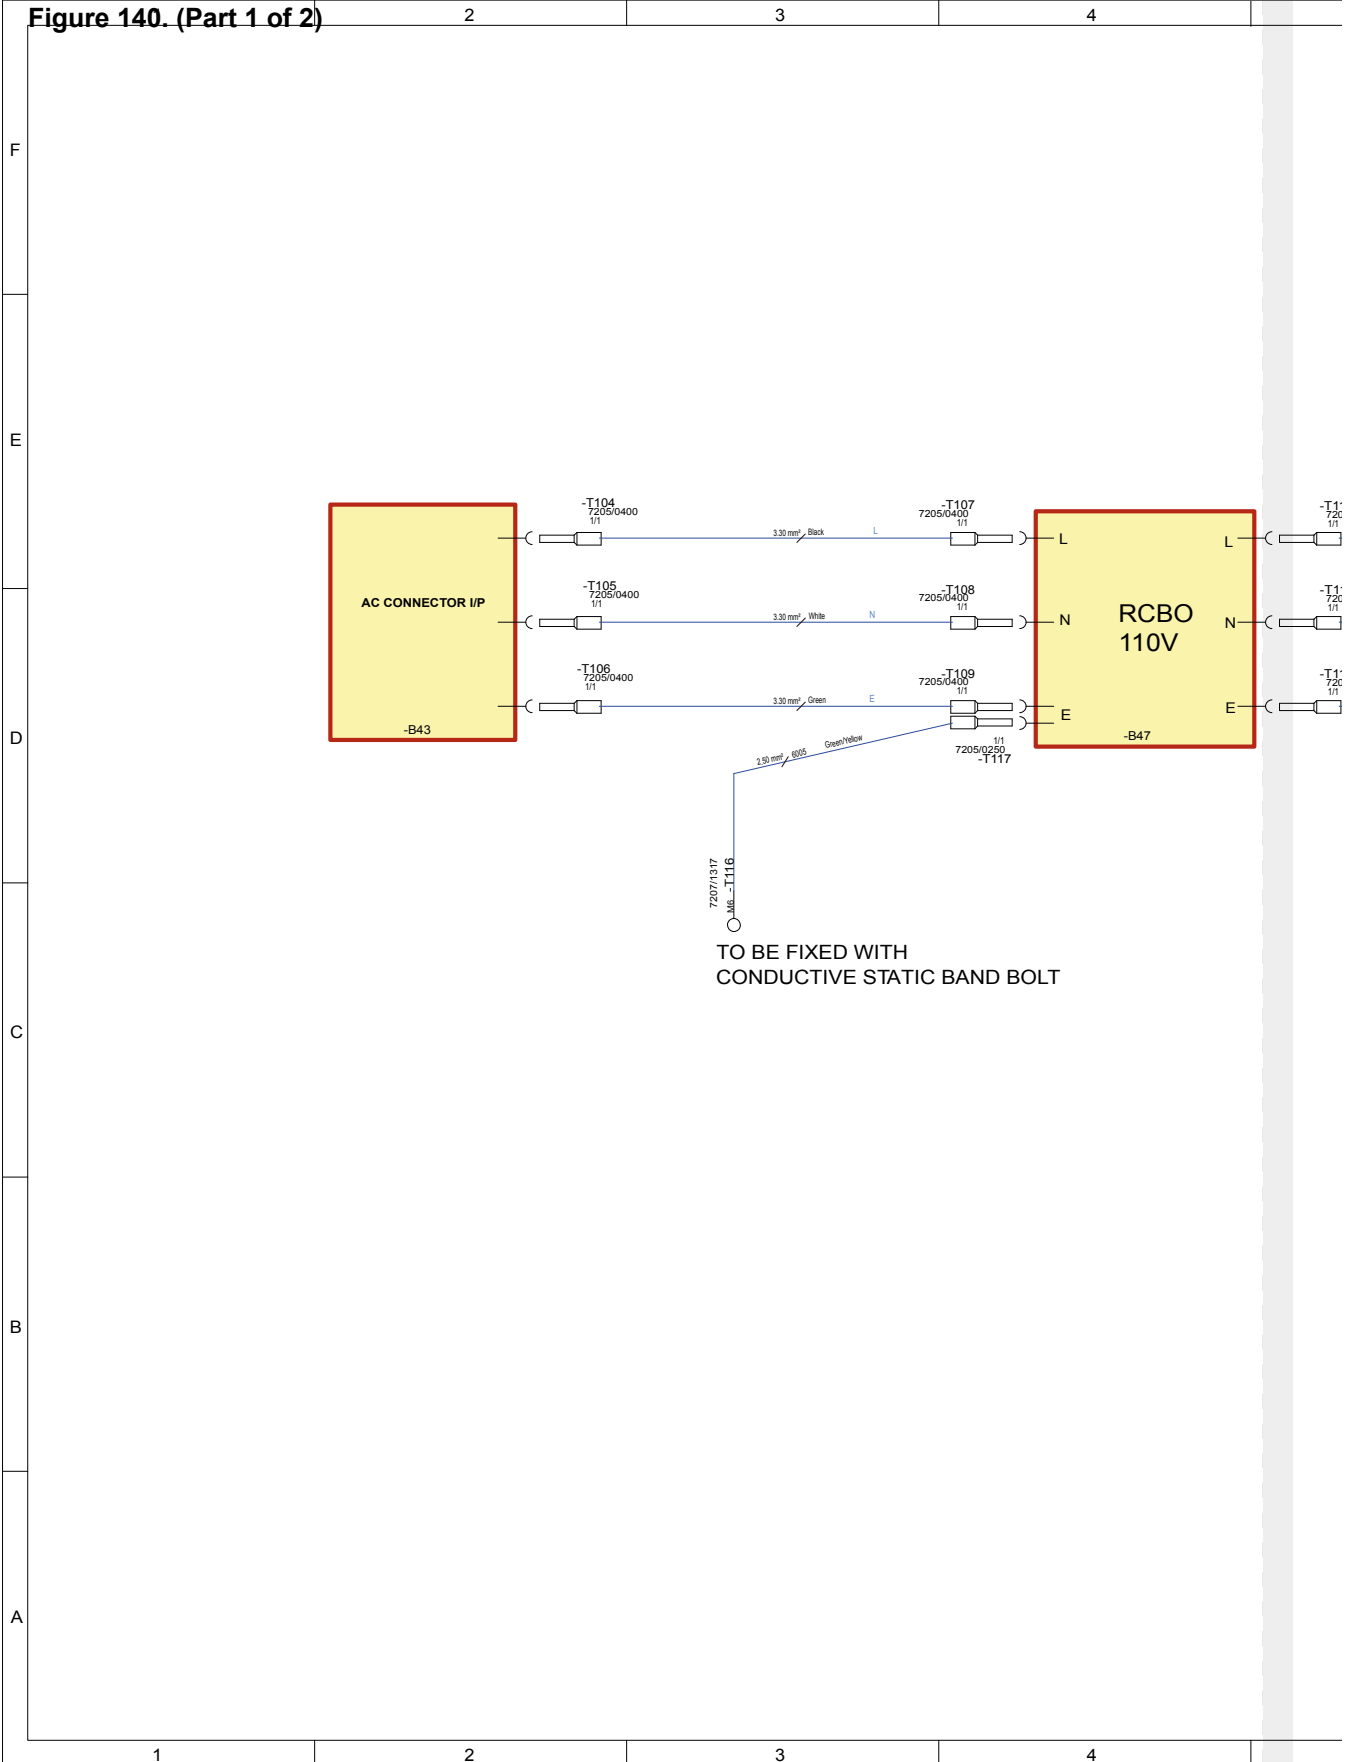 Figure 140. (Part 1 of 2)
2
3
4
F
E
D
C
B
A
-T104
7205/0400
1/1
3.30 mm² Black
L
-T107
7205/0400
1/1
L
L
AC CONNECTOR I/P
-T105
7205/0400
1/1
3.30 mm² White
N
-T108
7205/0400
1/1
N
RCBO
110V
N
-T106
7205/0400
1/1
3.30 mm² Green
E
-T109
7205/0400
1/1
E
E
-B43
-B47
2.50 mm² 6005 Green/Yellow
1/1
7205/0250
-T117
7207/1317
M6 -T116
TO BE FIXED WITH
CONDUCTIVE STATIC BAND BOLT
1
2
3
4